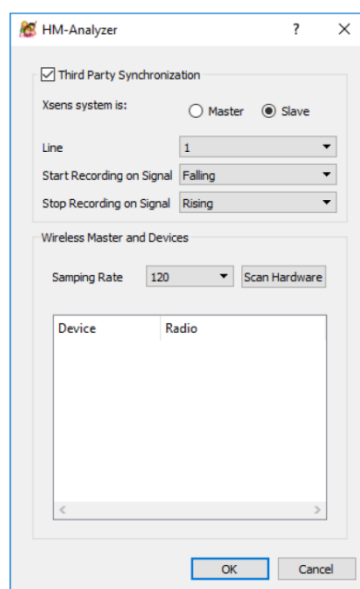 HM-Analyzer ?
Third Party Synchronization
Xsens system is: Master Slave
Line 1
Start Recording on Signal Falling
Stop Recording on Signal Rising
Wireless Master and Devices
Samping Rate 120 Scan Hardware
Device Radio
OK Cancel